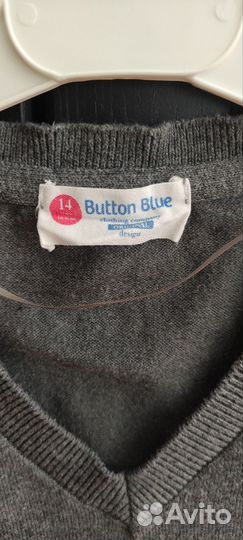 14
Button Blue
clothing company
ORIGINAL
design
Avito